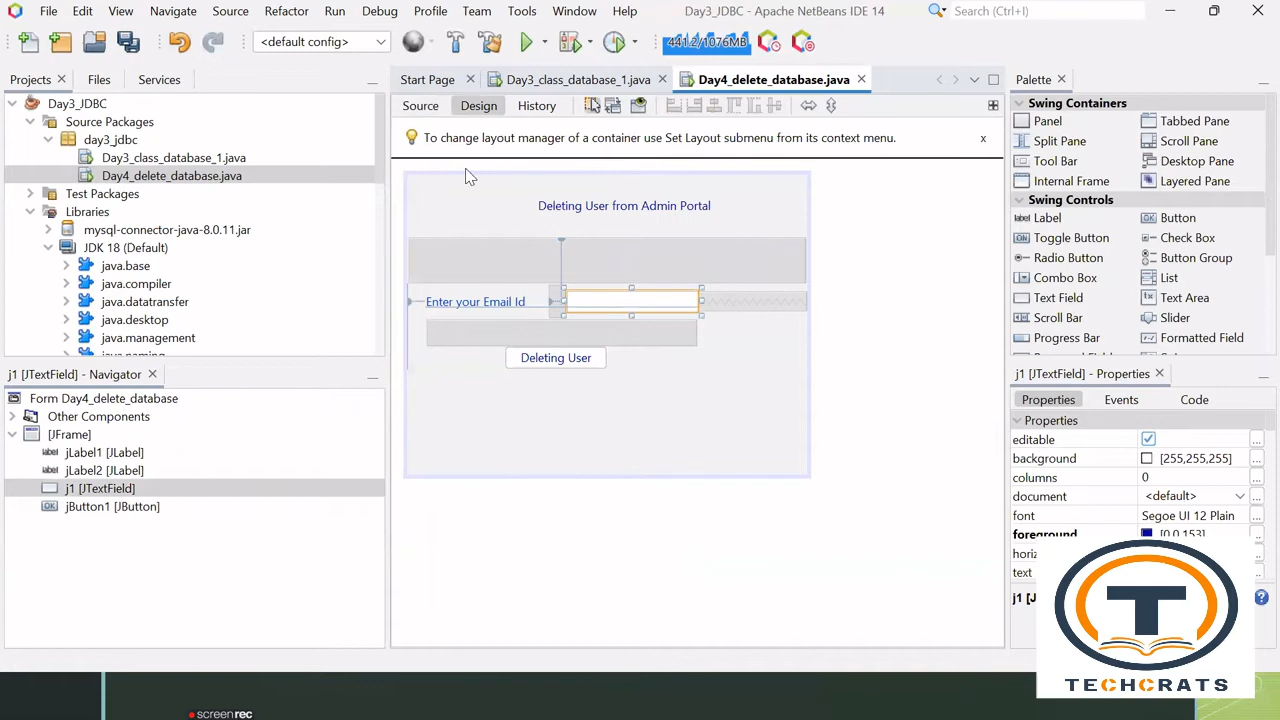 File Edit View Navigate Source Refactor Run Debug Profile Team Tools Window Help Day3_JDBC - Apache NetBeans IDE 14 Search (Ctrl+I)
<default config> 441.2/1076MB
Projects Files Services
Start Page Day3_class_database_1.java Day4_delete_database.java
Palette
Day3_JDBC
Source Packages
day3_jdbc
Day3_class_database_1.java
Day4_delete_database.java
Test Packages
Libraries
mysql-connector-java-8.0.11.jar
JDK 18 (Default)
java.base
java.compiler
java.datatransfer
java.desktop
java.management
Source Design History
To change layout manager of a container use Set Layout submenu from its context menu. x
Deleting User from Admin Portal
Enter your Email Id
Deleting User
Swing Containers
Panel Tabbed Pane
Split Pane Scroll Pane
Tool Bar Desktop Pane
Internal Frame Layered Pane
Swing Controls
Label Button
Toggle Button Check Box
Radio Button Button Group
Combo Box List
Text Field Text Area
Scroll Bar Slider
Progress Bar Formatted Field
j1 [JTextField] - Navigator
Form Day4_delete_database
Other Components
[JFrame]
jLabel1 [JLabel]
jLabel2 [JLabel]
j1 [JTextField]
jButton1 [JButton]
j1 [JTextField] - Properties
Properties Events Code
Properties
editable
background [255,255,255]
columns 0
document <default>
font Segoe UI 12 Plain
foreground [0,0,153]
text
T
TECHCRATS
screenrec